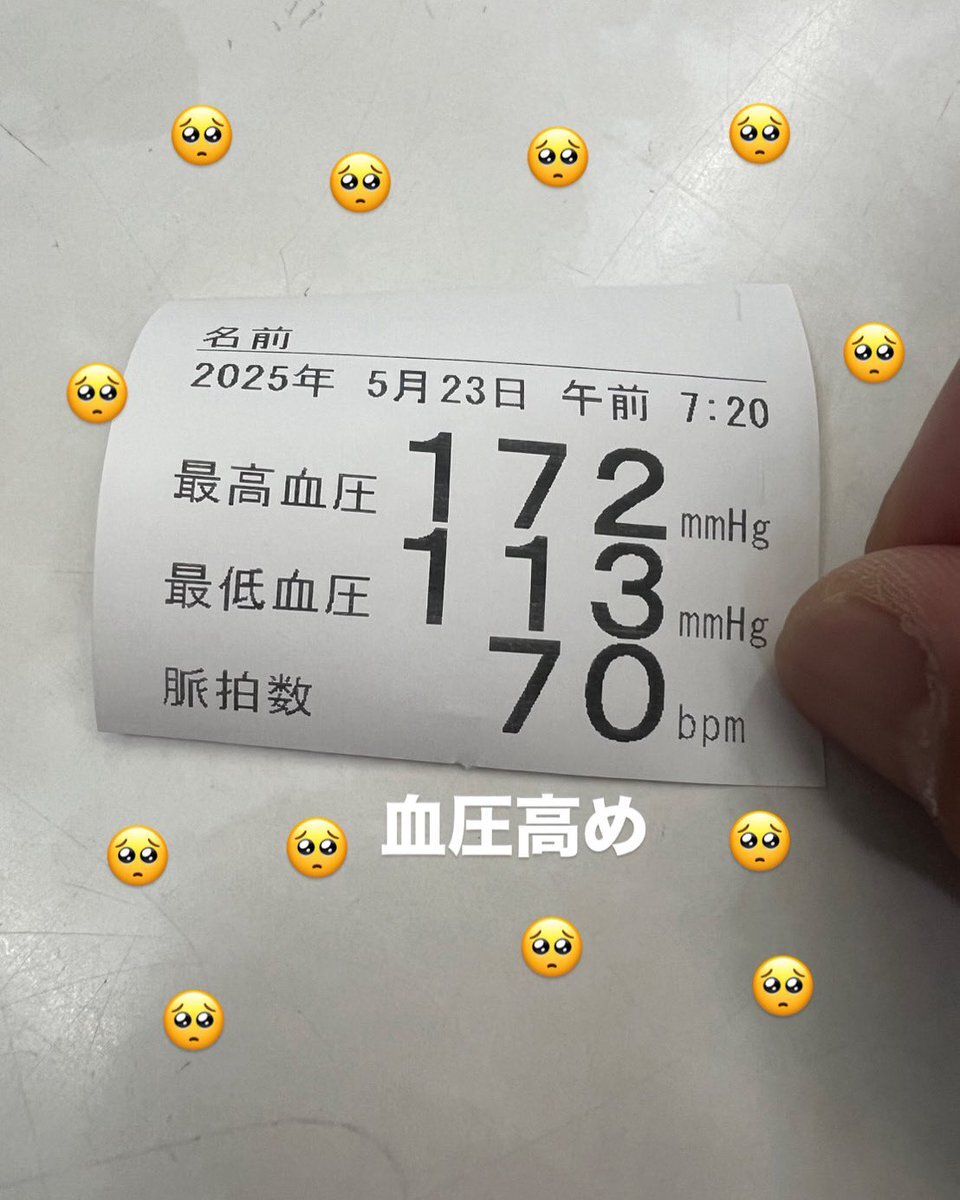 名前
2025年 5月23日 午前 7:20
最高血圧 172 mmHg
最低血圧 113 mmHg
脈拍数 70 bpm
血圧高め